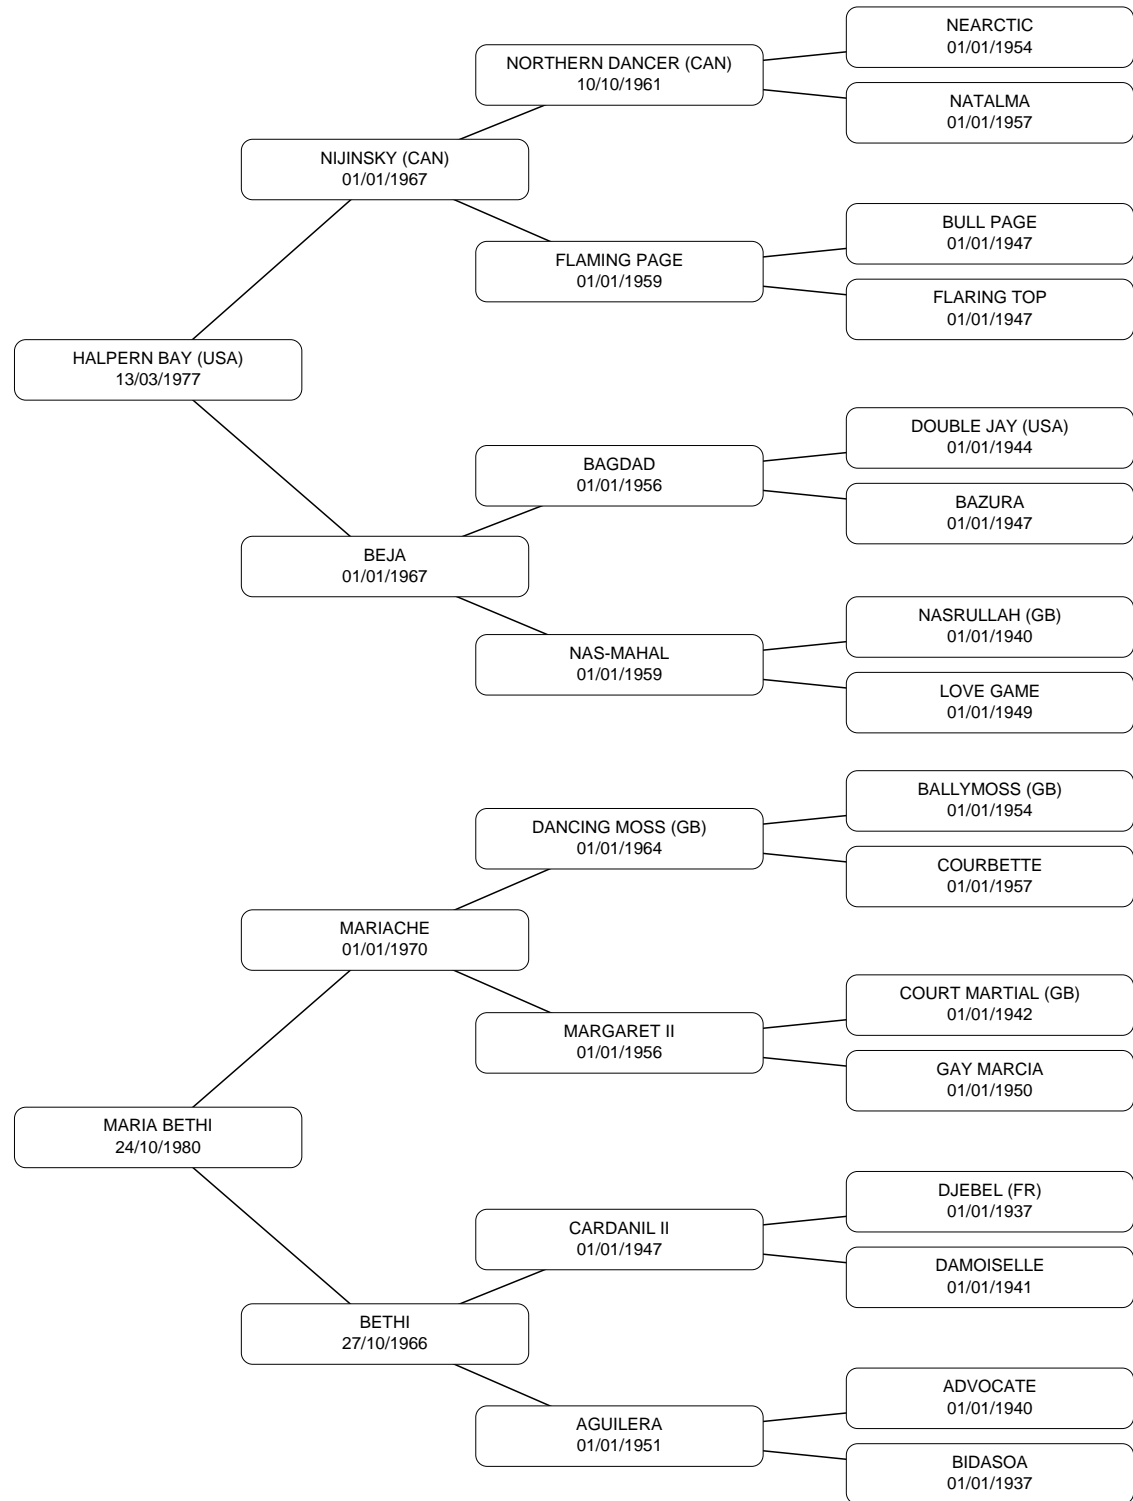 NEARCTIC
01/01/1954
NORTHERN DANCER (CAN)
10/10/1961
NATALMA
01/01/1957
NIJINSKY (CAN)
01/01/1967
BULL PAGE
01/01/1947
FLAMING PAGE
01/01/1959
FLARING TOP
01/01/1947
HALPERN BAY (USA)
13/03/1977
DOUBLE JAY (USA)
01/01/1944
BAGDAD
01/01/1956
BAZURA
01/01/1947
BEJA
01/01/1967
NASRULLAH (GB)
01/01/1940
NAS-MAHAL
01/01/1959
LOVE GAME
01/01/1949
BALLYMOSS (GB)
01/01/1954
DANCING MOSS (GB)
01/01/1964
COURBETTE
01/01/1957
MARIACHE
01/01/1970
COURT MARTIAL (GB)
01/01/1942
MARGARET II
01/01/1956
GAY MARCIA
01/01/1950
MARIA BETHI
24/10/1980
DJEBEL (FR)
01/01/1937
CARDANIL II
01/01/1947
DAMOISELLE
01/01/1941
BETHI
27/10/1966
ADVOCATE
01/01/1940
AGUILERA
01/01/1951
BIDASOA
01/01/1937